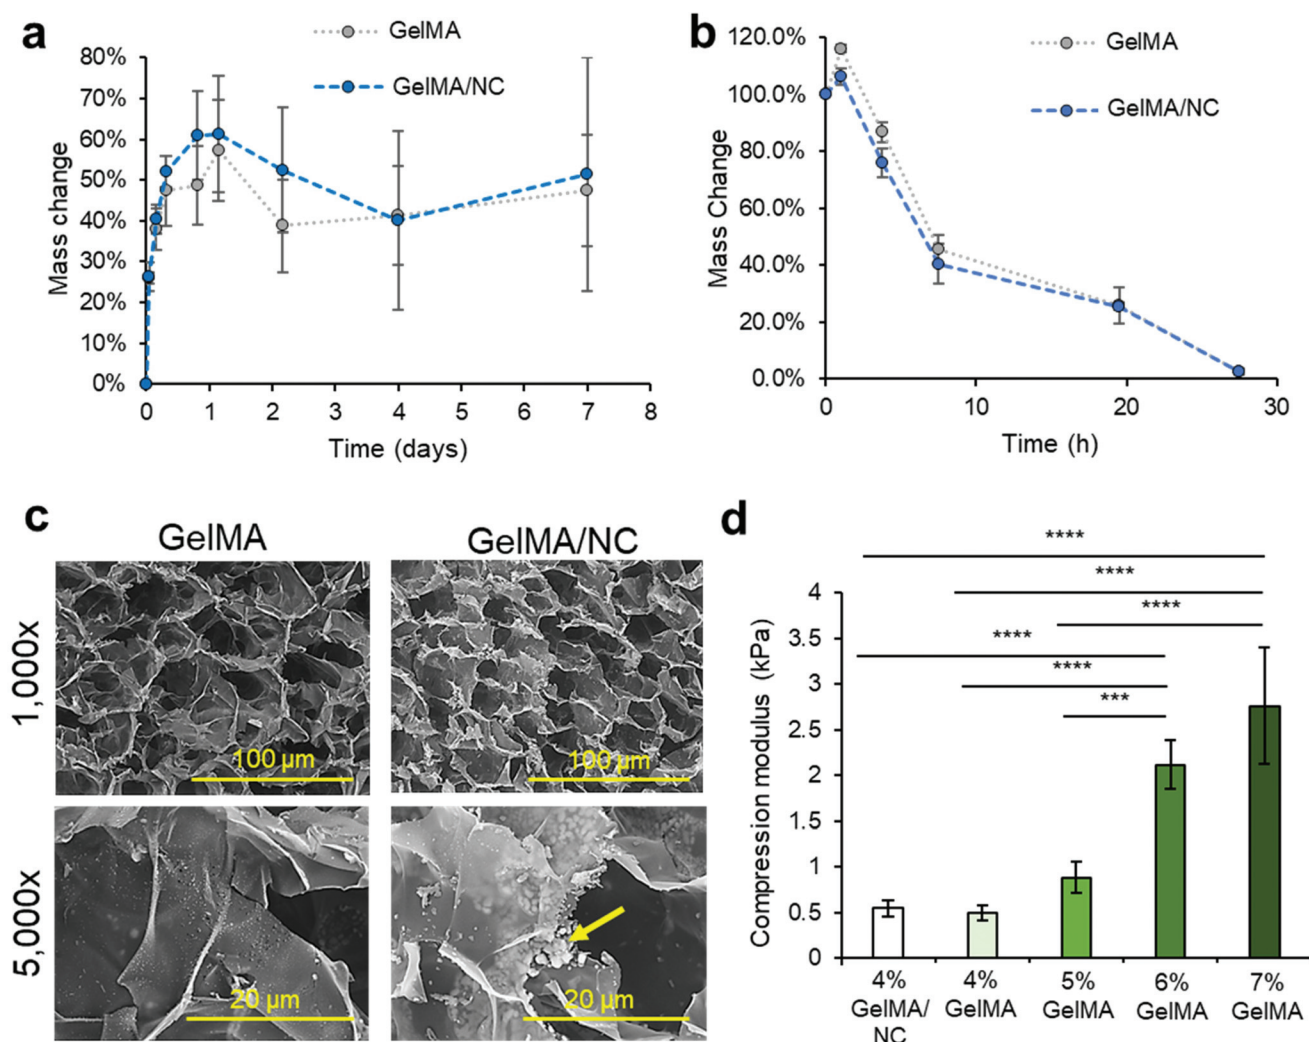 a
GelMA
GelMA/NC
80%
70%
60%
50%
40%
30%
20%
10%
0%
Mass change
0 1 2 3 4 5 6 7 8
Time (days)
b
GelMA
GelMA/NC
120.0%
100.0%
80.0%
60.0%
40.0%
20.0%
0.0%
Mass Change
0 10 20 30
Time (h)
c
GelMA GelMA/NC
1,000x
100 µm 100 µm
5,000x
20 µm 20 µm
d
****
****
****
****
****
***
4
3.5
3
2.5
2
1.5
1
0.5
0
Compression modulus (kPa)
4% 4% 5% 6% 7%
GelMA/ GelMA GelMA GelMA GelMA
NC